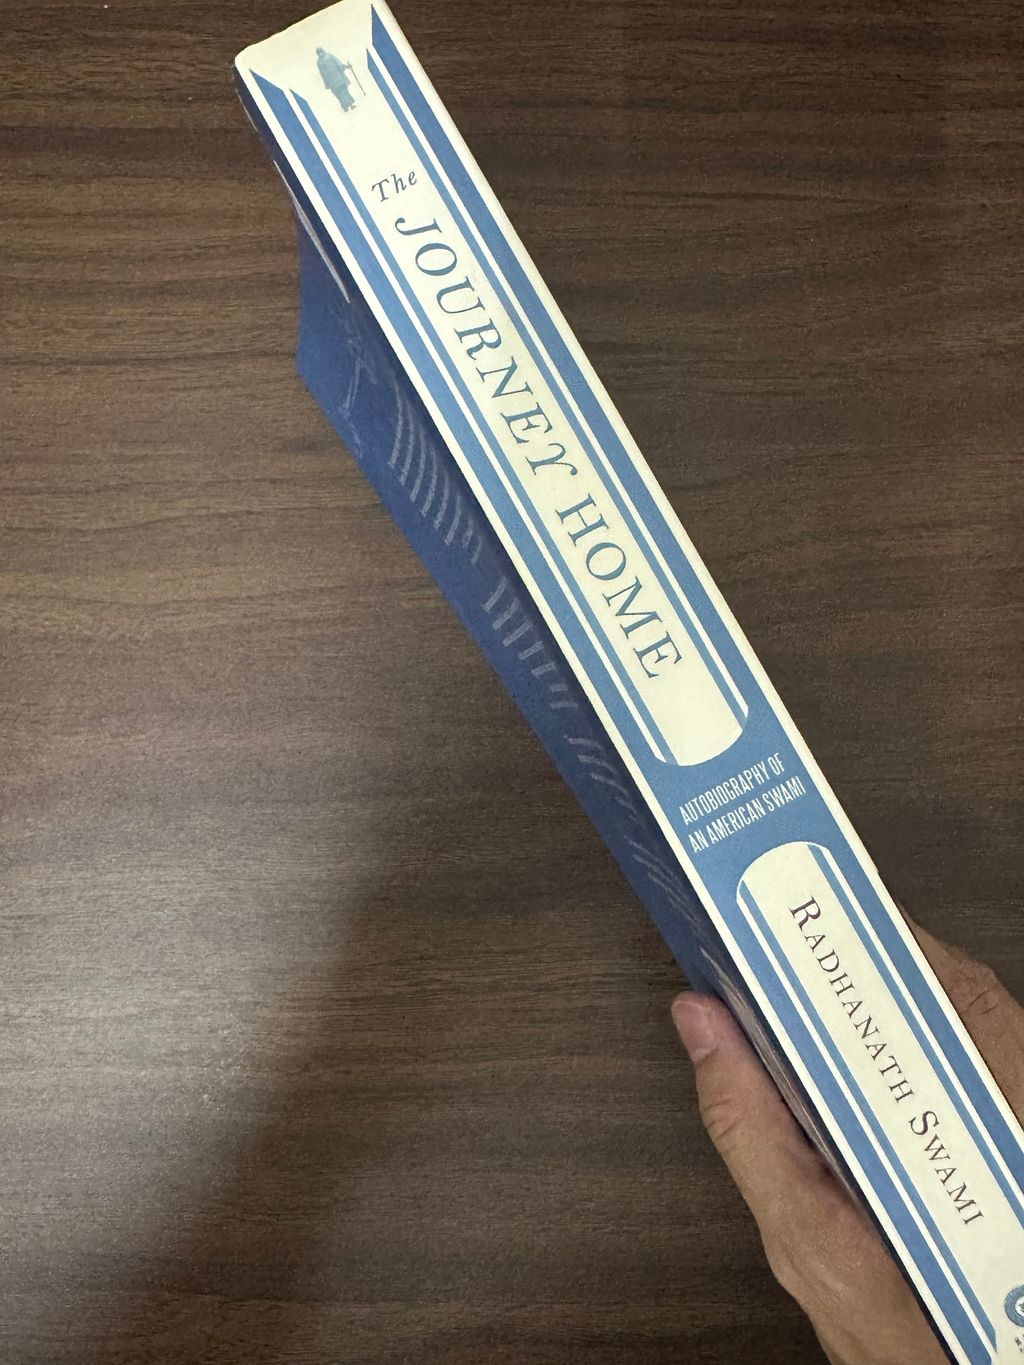 The
JOURNEY HOME
AUTOBIOGRAPHY OF
AN AMERICAN SWAMI
RADHANATH SWAMI